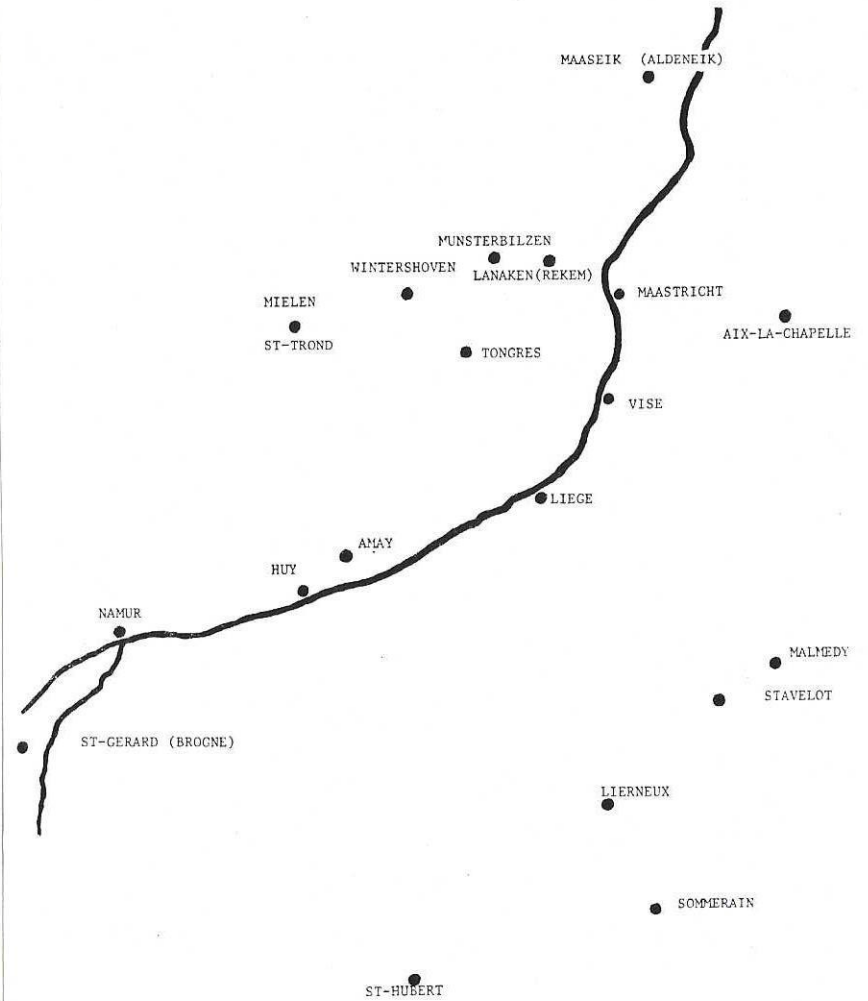 MAASEIK (ALDENEIK)
MUNSTERBILZEN
WINTERSHOVEN
LANAKEN(REKEM)
MAASTRICHT
MIELEN
ST-TROND
AIX-LA-CHAPELLE
TONGRES
VISE
LIEGE
AMAY
HUY
NAMUR
MALMEDY
STAVELOT
ST-GERARD (BROGNE)
LIERNEUX
SOMMERAIN
ST-HUBERT